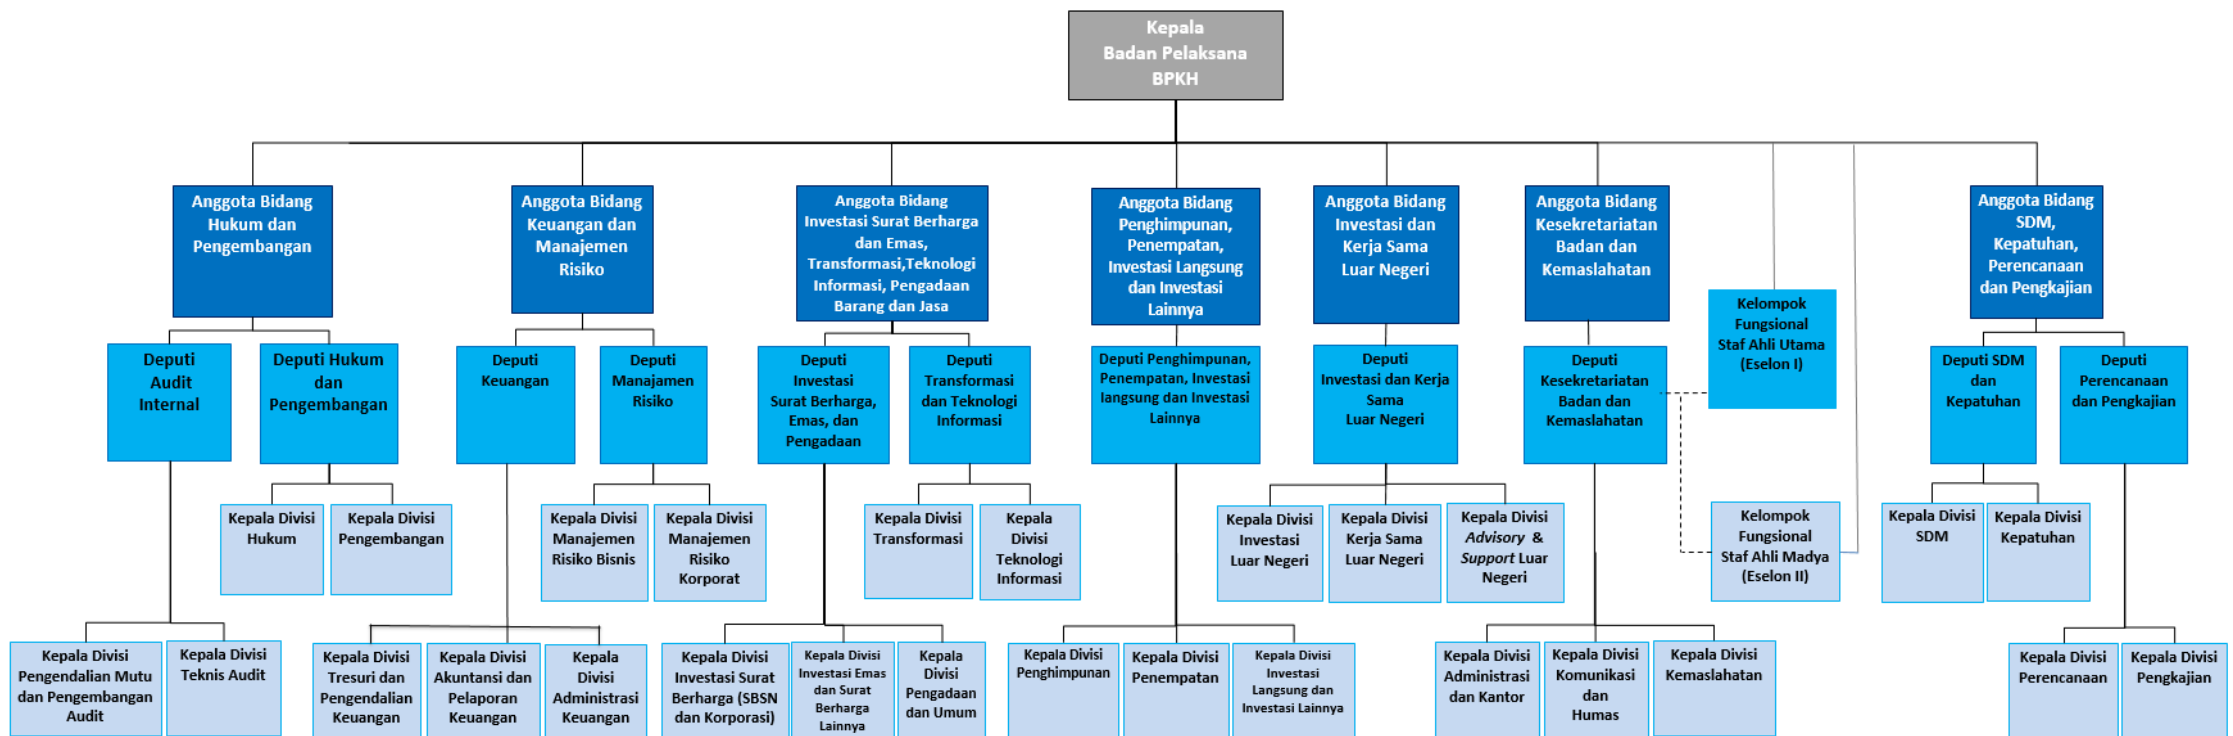 Kepala
Badan Pelaksana
BPKH
Anggota Bidang
Hukum dan
Pengembangan
Anggota Bidang
Keuangan dan
Manajemen
Risiko
Anggota Bidang
Investasi Surat Berharga
dan Emas,
Transformasi,Teknologi
Informasi, Pengadaan
Barang dan Jasa
Anggota Bidang
Penghimpunan,
Penempatan,
Investasi Langsung
dan Investasi
Lainnya
Anggota Bidang
Investasi dan
Kerja Sama
Luar Negeri
Anggota Bidang
Kesekretariatan
Badan dan
Kemaslahatan
Anggota Bidang
SDM,
Kepatuhan,
Perencanaan
dan Pengkajian
Kelompok
Fungsional
Staf Ahli Utama
(Eselon I)
Deputi
Audit
Internal
Deputi Hukum
dan
Pengembangan
Deputi
Keuangan
Deputi
Manajamen
Risiko
Deputi
Investasi
Surat Berharga,
Emas, dan
Pengadaan
Deputi
Transformasi
dan Teknologi
Informasi
Deputi Penghimpunan,
Penempatan, Investasi
langsung dan Investasi
Lainnya
Deputi
Investasi dan Kerja
Sama
Luar Negeri
Deputi
Kesekretariatan
Badan dan
Kemaslahatan
Deputi SDM
dan
Kepatuhan
Deputi
Perencanaan
dan Pengkajian
Kepala Divisi
Hukum
Kepala Divisi
Pengembangan
Kepala Divisi
Manajemen
Risiko Bisnis
Kepala Divisi
Manajemen
Risiko
Korporat
Kepala Divisi
Transformasi
Kepala
Divisi
Teknologi
Informasi
Kepala Divisi
Investasi
Luar Negeri
Kepala Divisi
Kerja Sama
Luar Negeri
Kepala Divisi
Advisory &
Support Luar
Negeri
Kelompok
Fungsional
Staf Ahli Madya
(Eselon II)
Kepala Divisi
SDM
Kepala Divisi
Kepatuhan
Kepala Divisi
Pengendalian Mutu
dan Pengembangan
Audit
Kepala Divisi
Teknis Audit
Kepala Divisi
Tresuri dan
Pengendalian
Keuangan
Kepala Divisi
Akuntansi dan
Pelaporan
Keuangan
Kepala
Divisi
Administrasi
Keuangan
Kepala Divisi
Investasi Surat
Berharga (SBSN
dan Korporasi)
Kepala Divisi
Investasi Emas
dan Surat
Berharga
Lainnya
Kepala
Divisi
Pengadaan
dan Umum
Kepala Divisi
Penghimpunan
Kepala Divisi
Penempatan
Kepala Divisi
Investasi
Langsung dan
Investasi Lainnya
Kepala Divisi
Administrasi
dan Kantor
Kepala Divisi
Komunikasi
dan
Humas
Kepala Divisi
Kemaslahatan
Kepala Divisi
Perencanaan
Kepala Divisi
Pengkajian